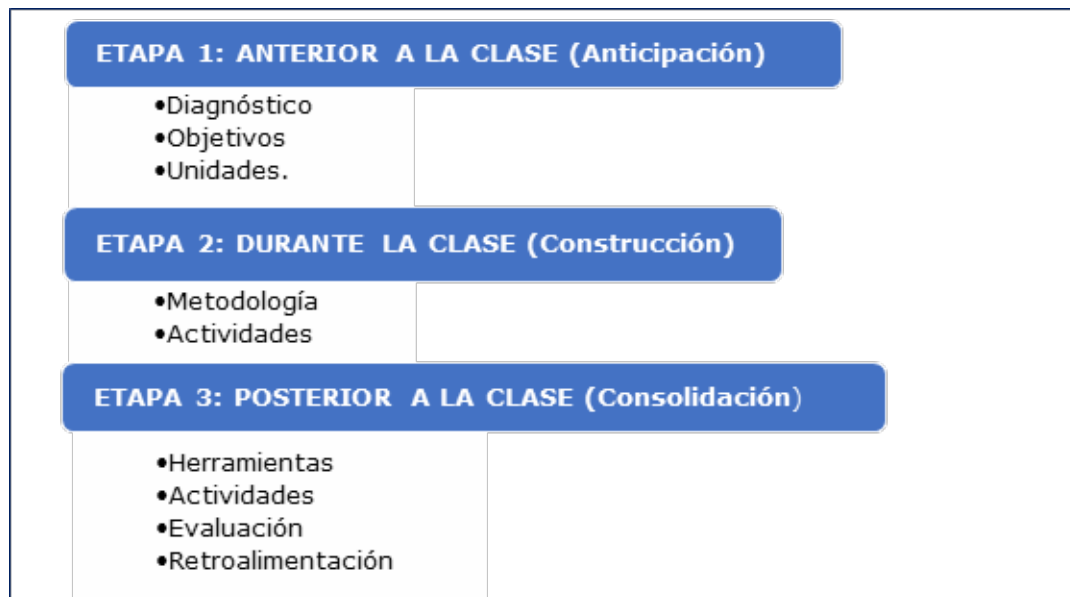 ETAPA 1: ANTERIOR A LA CLASE (Anticipación)
•Diagnóstico
•Objetivos
•Unidades.
ETAPA 2: DURANTE LA CLASE (Construcción)
•Metodología
•Actividades
ETAPA 3: POSTERIOR A LA CLASE (Consolidación)
•Herramientas
•Actividades
•Evaluación
•Retroalimentación